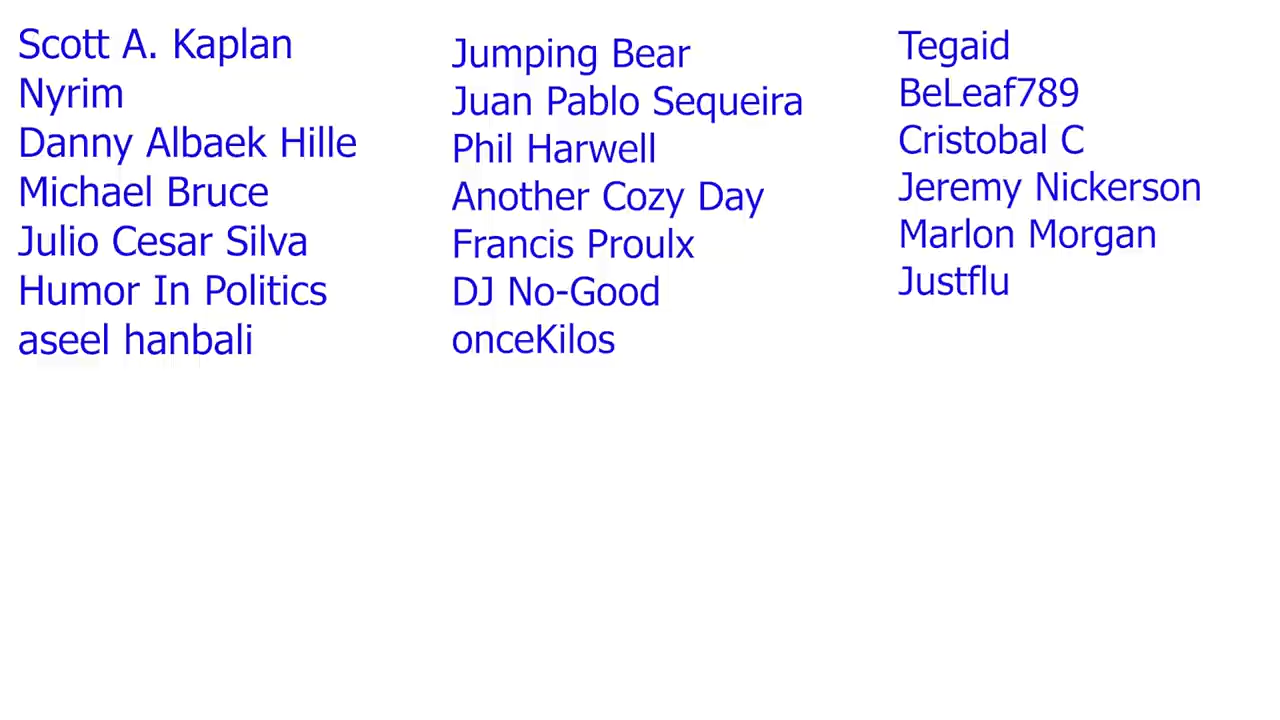 Scott A. Kaplan
Nyrim
Danny Albaek Hille
Michael Bruce
Julio Cesar Silva
Humor In Politics
aseel hanbali
Jumping Bear
Juan Pablo Sequeira
Phil Harwell
Another Cozy Day
Francis Proulx
DJ No-Good
onceKilos
Tegaid
BeLeaf789
Cristobal C
Jeremy Nickerson
Marlon Morgan
Justflu